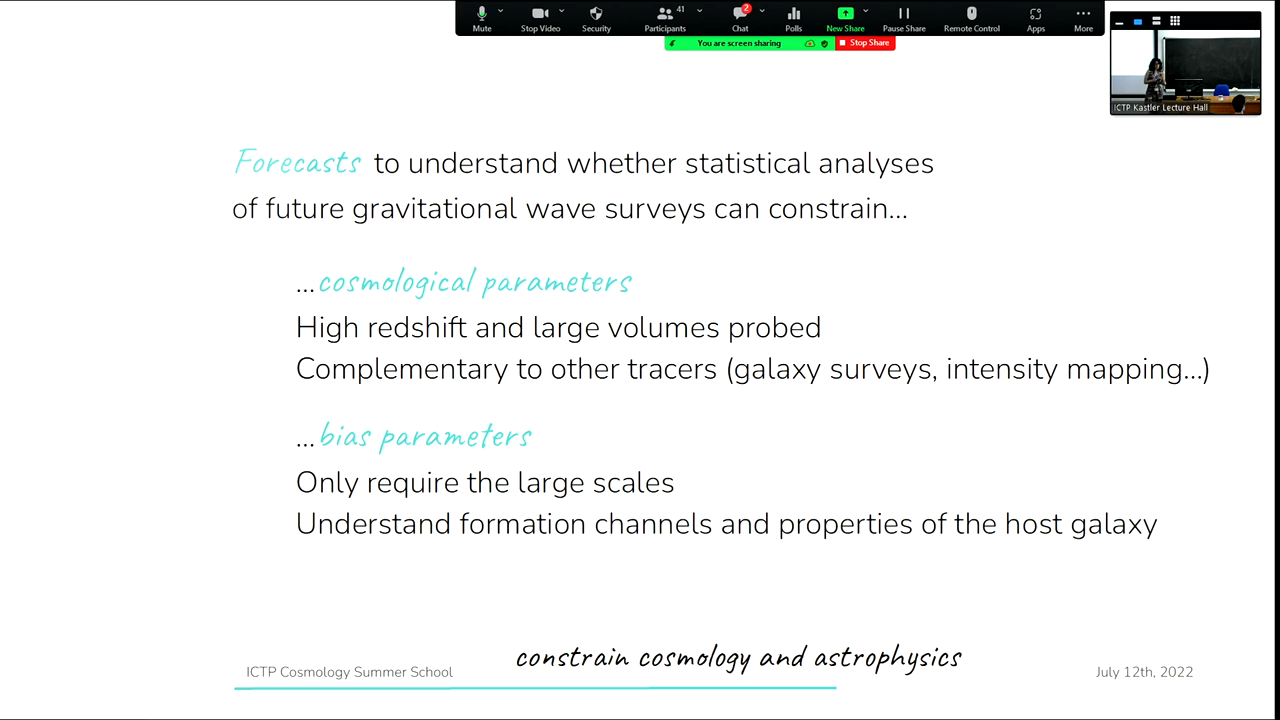 41
2
Mute
Stop Video
Security
Participants
Chat
Polls
New Share
Pause Share
Remote Control
Apps
More
You are screen sharing
Stop Share
ICTP Kastler Lecture Hall
Forecasts to understand whether statistical analyses
of future gravitational wave surveys can constrain...
...cosmological parameters
High redshift and large volumes probed
Complementary to other tracers (galaxy surveys, intensity mapping...)
...bias parameters
Only require the large scales
Understand formation channels and properties of the host galaxy
constrain cosmology and astrophysics
ICTP Cosmology Summer School
July 12th, 2022